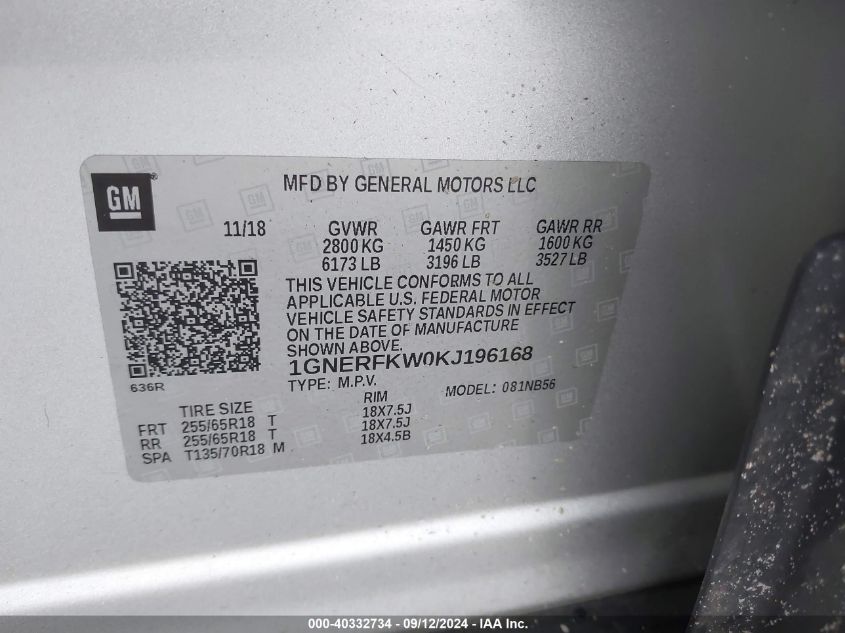 GM
MFD BY GENERAL MOTORS LLC
11/18 GVWR GAWR FRT GAWR RR
2800 KG 1450 KG 1600 KG
6173 LB 3196 LB 3527 LB
THIS VEHICLE CONFORMS TO ALL
APPLICABLE U.S. FEDERAL MOTOR
VEHICLE SAFETY STANDARDS IN EFFECT
ON THE DATE OF MANUFACTURE
SHOWN ABOVE.
1GNERFKW0KJ196168
636R
TYPE: M.P.V. MODEL: 081NB56
TIRE SIZE RIM
FRT 255/65R18 T 18X7.5J
RR 255/65R18 T 18X7.5J
SPA T135/70R18 M 18X4.5B
000-40332734 - 09/12/2024 - IAA Inc.